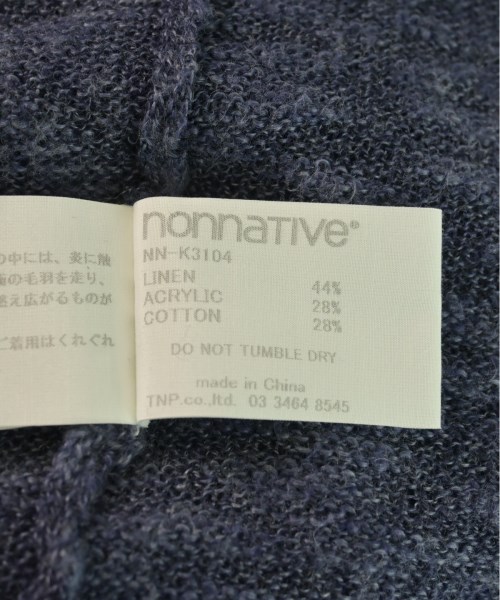 の中には、炎に触
面の毛羽を走り、
燃え広がるものが
ご着用はくれぐれ
nonnative®
NN-K3104
LINEN 44%
ACRYLIC 28%
COTTON 28%
DO NOT TUMBLE DRY
made in China
TNP.co.,ltd. 03 3464 8545